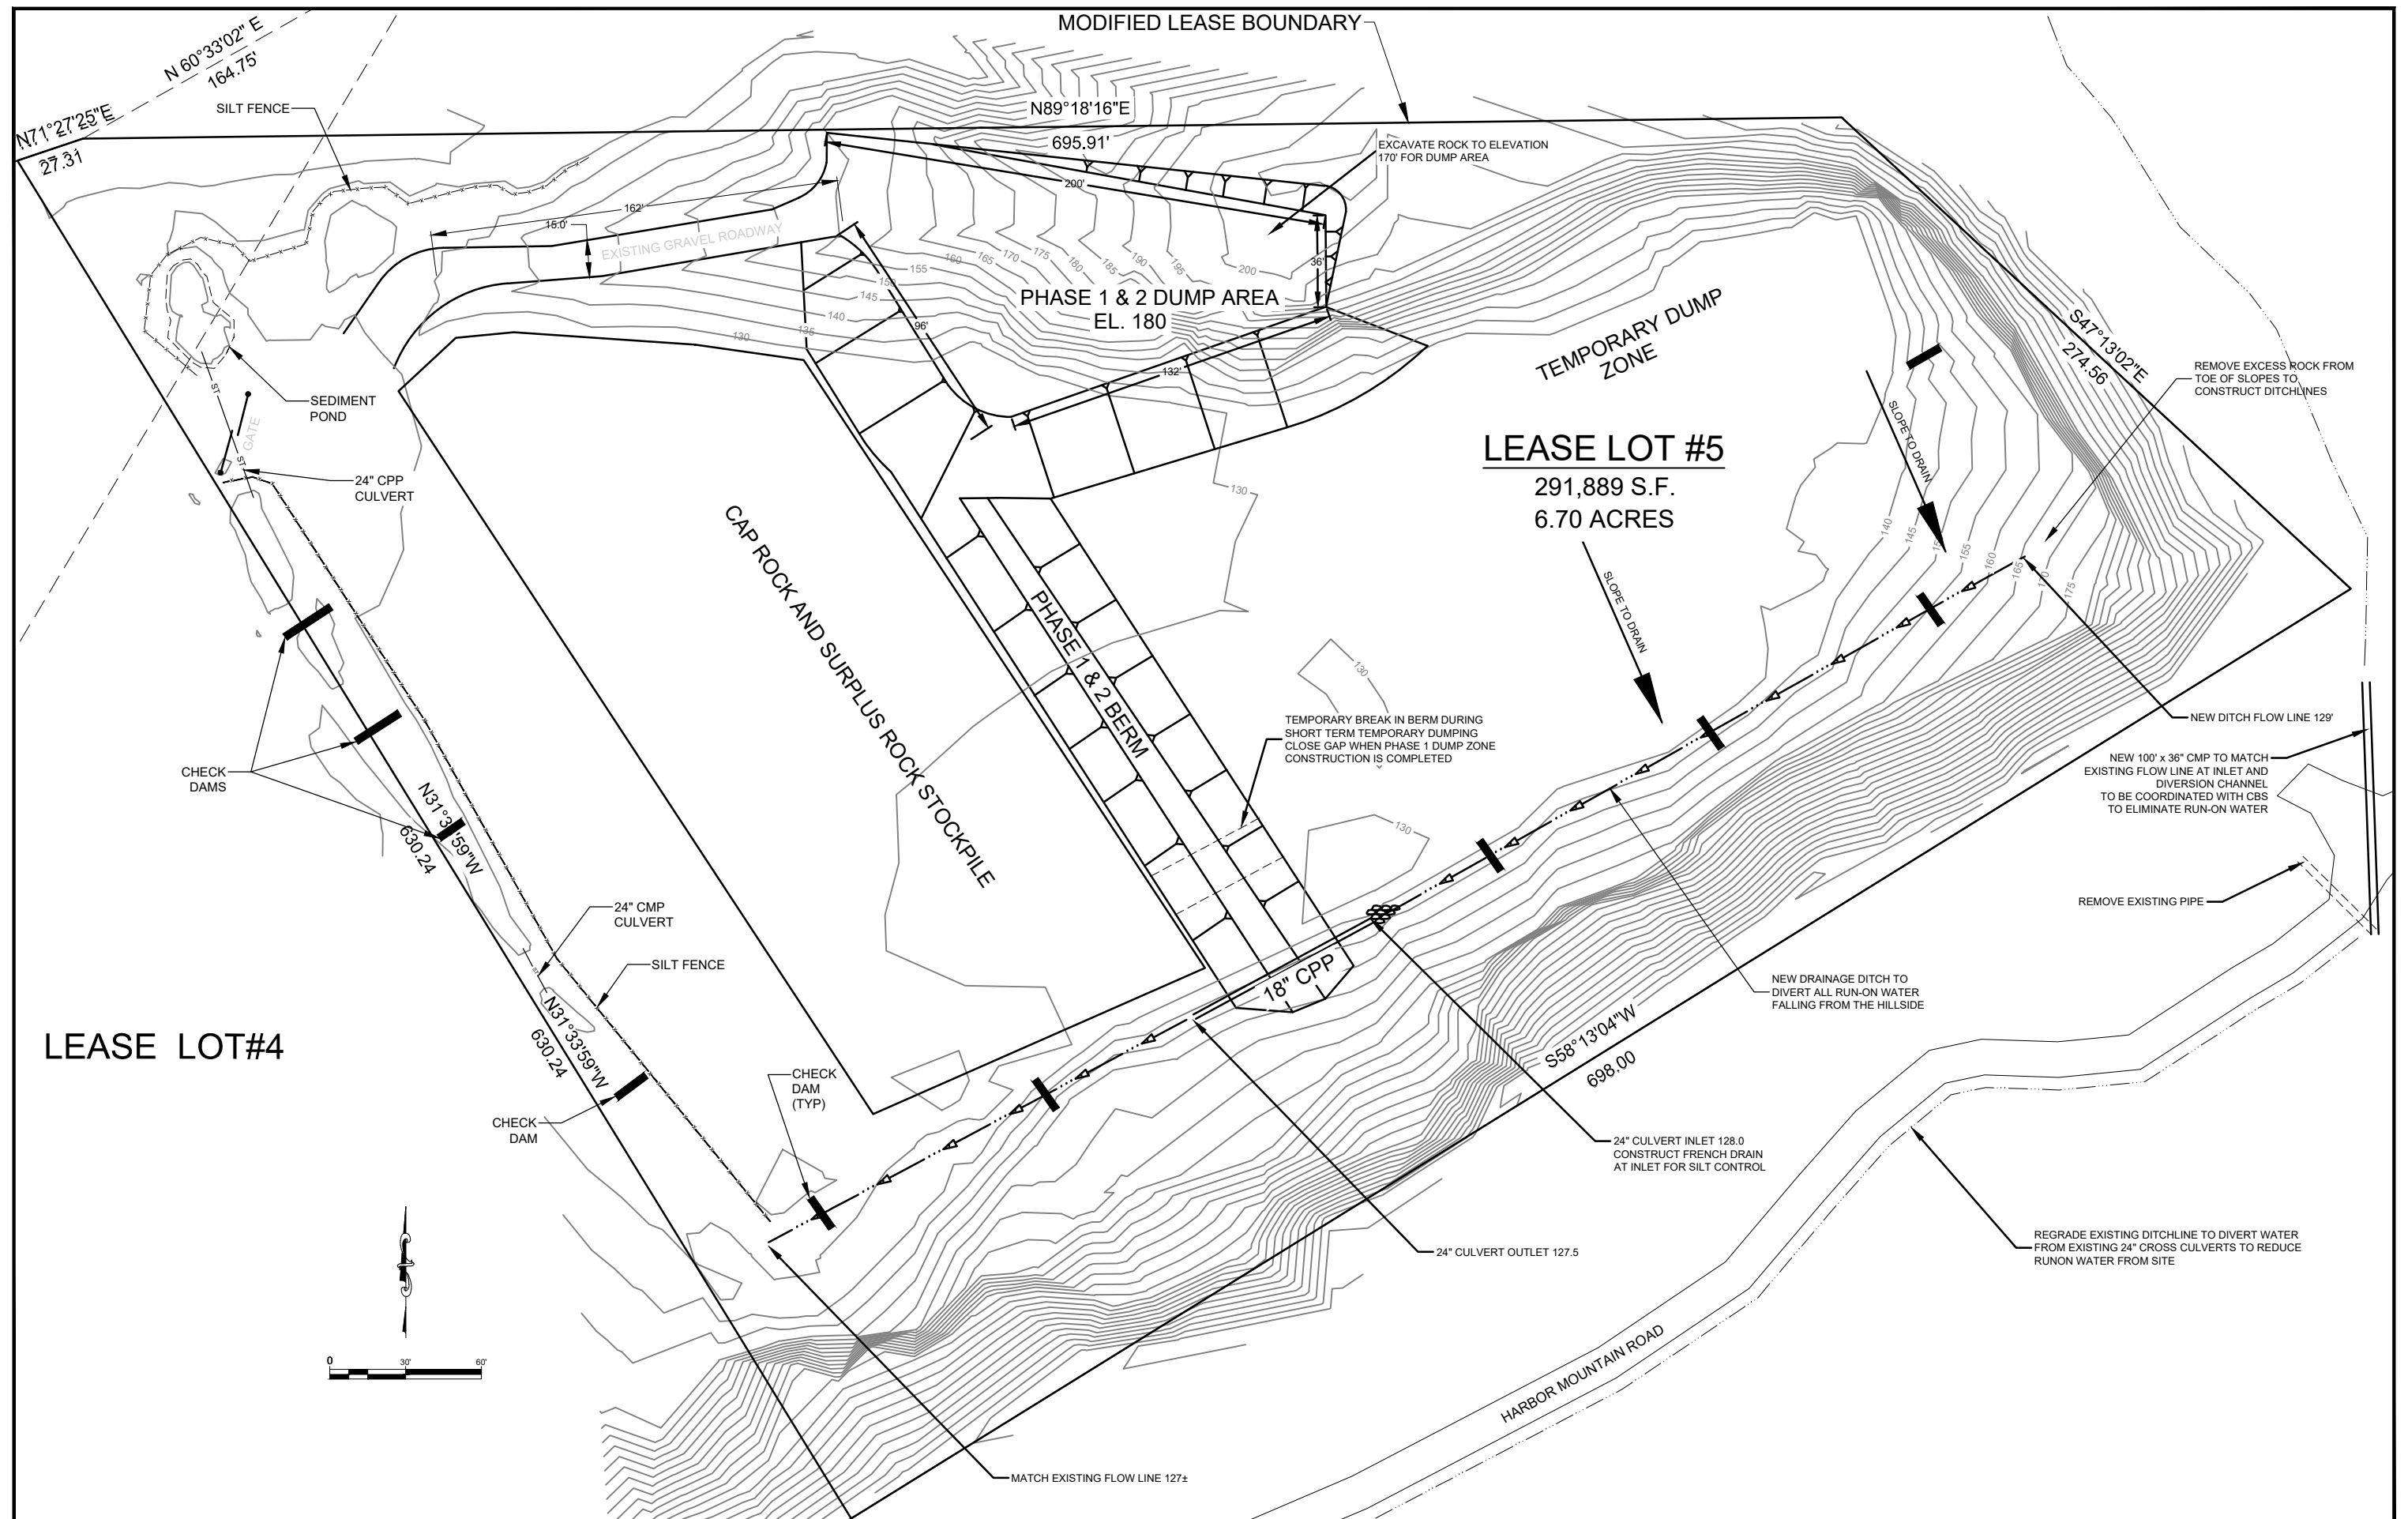 MODIFIED LEASE BOUNDARY
N 60°33'02" E
164.75'
N71°27'25"E
27.31
SILT FENCE
N89°18'16"E
695.91'
EXCAVATE ROCK TO ELEVATION
170' FOR DUMP AREA
200'
162'
15.0'
EXISTING GRAVEL ROADWAY
36'
96'
132'
160
165
170
175
180
185
190
195
200
155
145
140
135
130
PHASE 1 & 2 DUMP AREA
EL. 180
TEMPORARY DUMP
ZONE
S47°13'02"E
274.56
REMOVE EXCESS ROCK FROM
TOE OF SLOPES TO
CONSTRUCT DITCHLINES
SEDIMENT
POND
ST
GATE
ST
24" CPP
CULVERT
LEASE LOT #5
291,889 S.F.
6.70 ACRES
SLOPE TO DRAIN
SLOPE TO DRAIN
130
140
145
155
160
165
175
CAP ROCK AND SURPLUS ROCK STOCKPILE
PHASE 1 & 2 BERM
130
TEMPORARY BREAK IN BERM DURING
SHORT TERM TEMPORARY DUMPING
CLOSE GAP WHEN PHASE 1 DUMP ZONE
CONSTRUCTION IS COMPLETED
130
NEW DITCH FLOW LINE 129'
NEW 100' x 36" CMP TO MATCH
EXISTING FLOW LINE AT INLET AND
DIVERSION CHANNEL
TO BE COORDINATED WITH CBS
TO ELIMINATE RUN-ON WATER
CHECK
DAMS
630.24
REMOVE EXISTING PIPE
24" CMP
CULVERT
SILT FENCE
18" CPP
NEW DRAINAGE DITCH TO
DIVERT ALL RUN-ON WATER
FALLING FROM THE HILLSIDE
N31°33'59"W
630.24
S58°13'04"W
698.00
LEASE LOT#4
CHECK
DAM
(TYP)
CHECK
DAM
24" CULVERT INLET 128.0
CONSTRUCT FRENCH DRAIN
AT INLET FOR SILT CONTROL
24" CULVERT OUTLET 127.5
REGRADE EXISTING DITCHLINE TO DIVERT WATER
FROM EXISTING 24" CROSS CULVERTS TO REDUCE
RUNON WATER FROM SITE
0 30' 60'
HARBOR MOUNTAIN ROAD
MATCH EXISTING FLOW LINE 127±